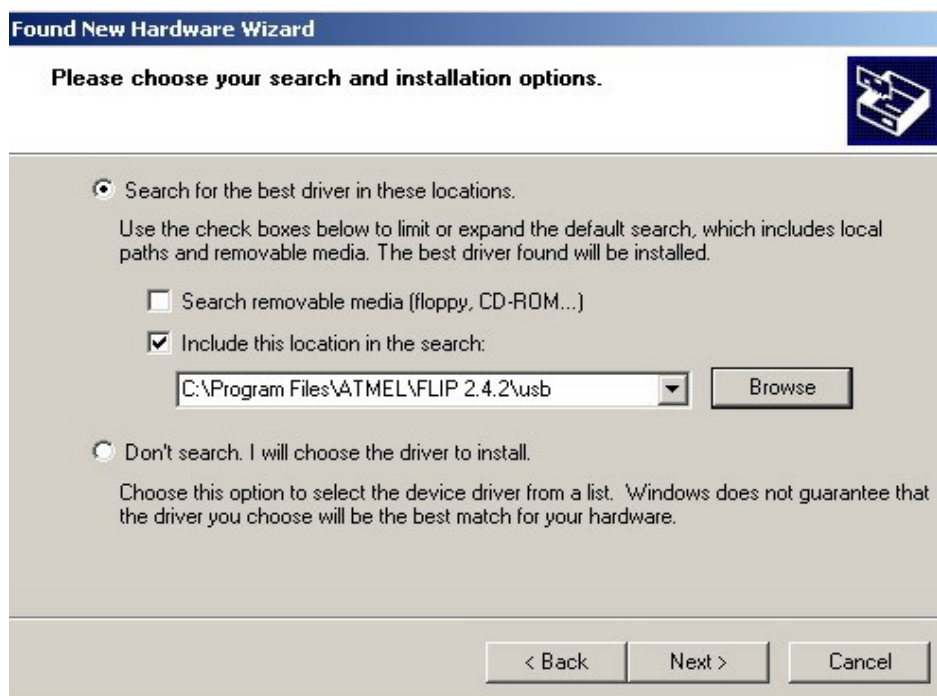 Found New Hardware Wizard
Please choose your search and installation options.
Search for the best driver in these locations.
Use the check boxes below to limit or expand the default search, which includes local
paths and removable media. The best driver found will be installed.
Search removable media (floppy, CD-ROM...)
Include this location in the search:
C:\Program Files\ATMEL\FLIP 2.4.2\usb
Browse
Don't search. I will choose the driver to install.
Choose this option to select the device driver from a list.  Windows does not guarantee that
the driver you choose will be the best match for your hardware.
< Back
Next >
Cancel